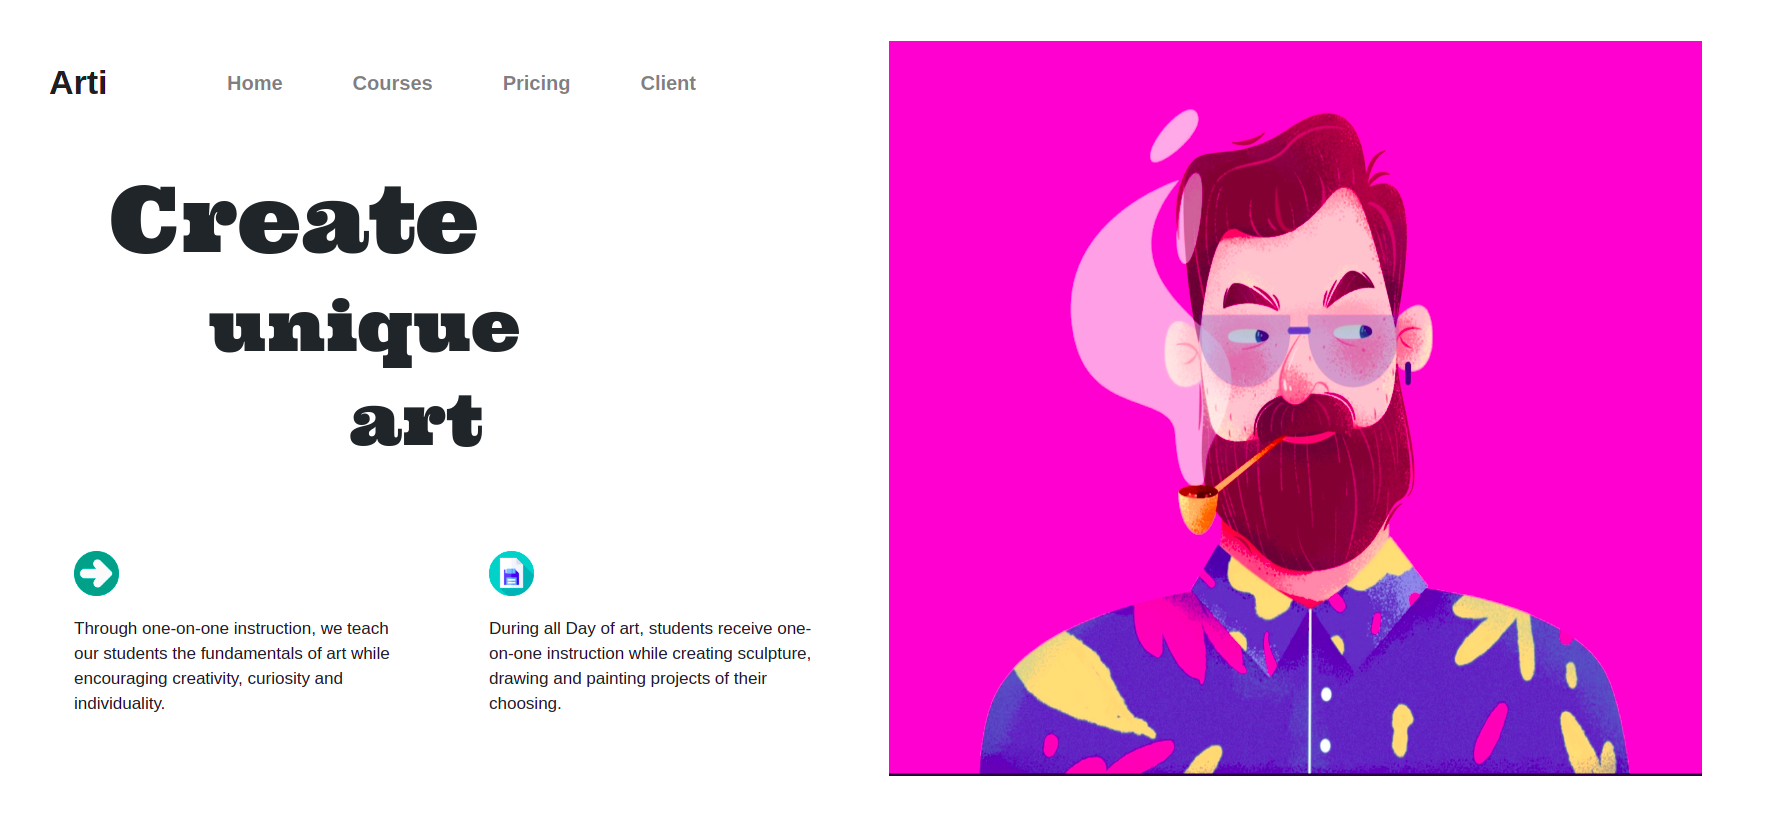 Arti
Home Courses Pricing Client
Create
unique
art
Through one-on-one instruction, we teach
our students the fundamentals of art while
encouraging creativity, curiosity and
individuality.
During all Day of art, students receive one-
on-one instruction while creating sculpture,
drawing and painting projects of their
choosing.